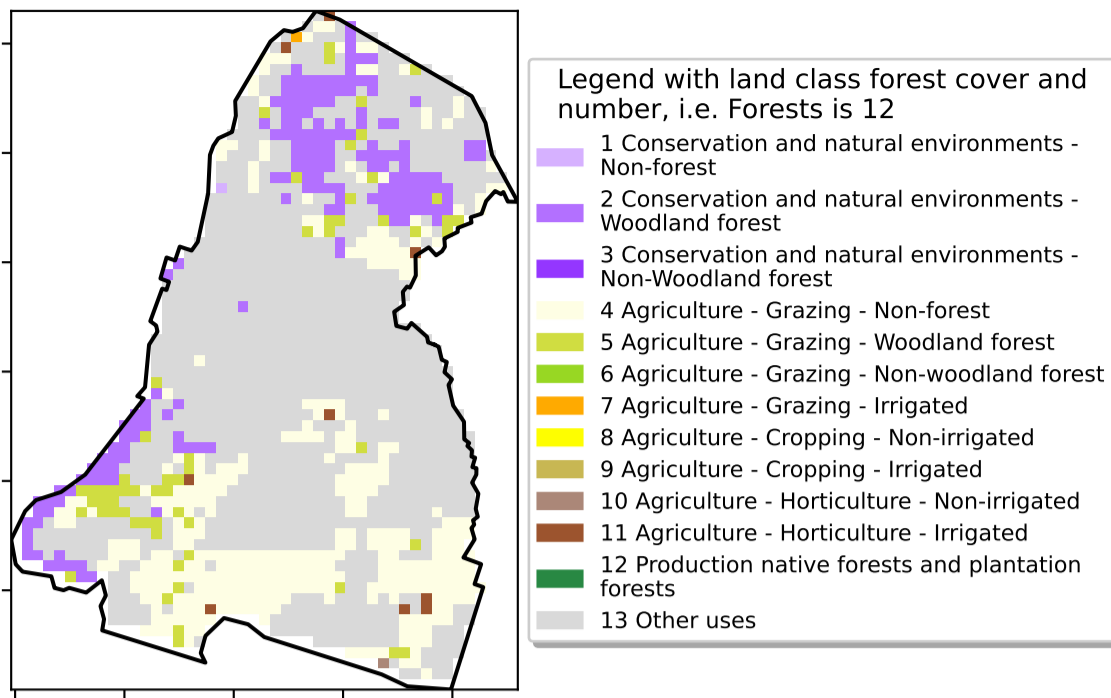 Legend with land class forest cover and
number, i.e. Forests is 12
1 Conservation and natural environments -
Non-forest
2 Conservation and natural environments -
Woodland forest
3 Conservation and natural environments -
Non-Woodland forest
4 Agriculture - Grazing - Non-forest
5 Agriculture - Grazing - Woodland forest
6 Agriculture - Grazing - Non-woodland forest
7 Agriculture - Grazing - Irrigated
8 Agriculture - Cropping - Non-irrigated
9 Agriculture - Cropping - Irrigated
10 Agriculture - Horticulture - Non-irrigated
11 Agriculture - Horticulture - Irrigated
12 Production native forests and plantation
forests
13 Other uses